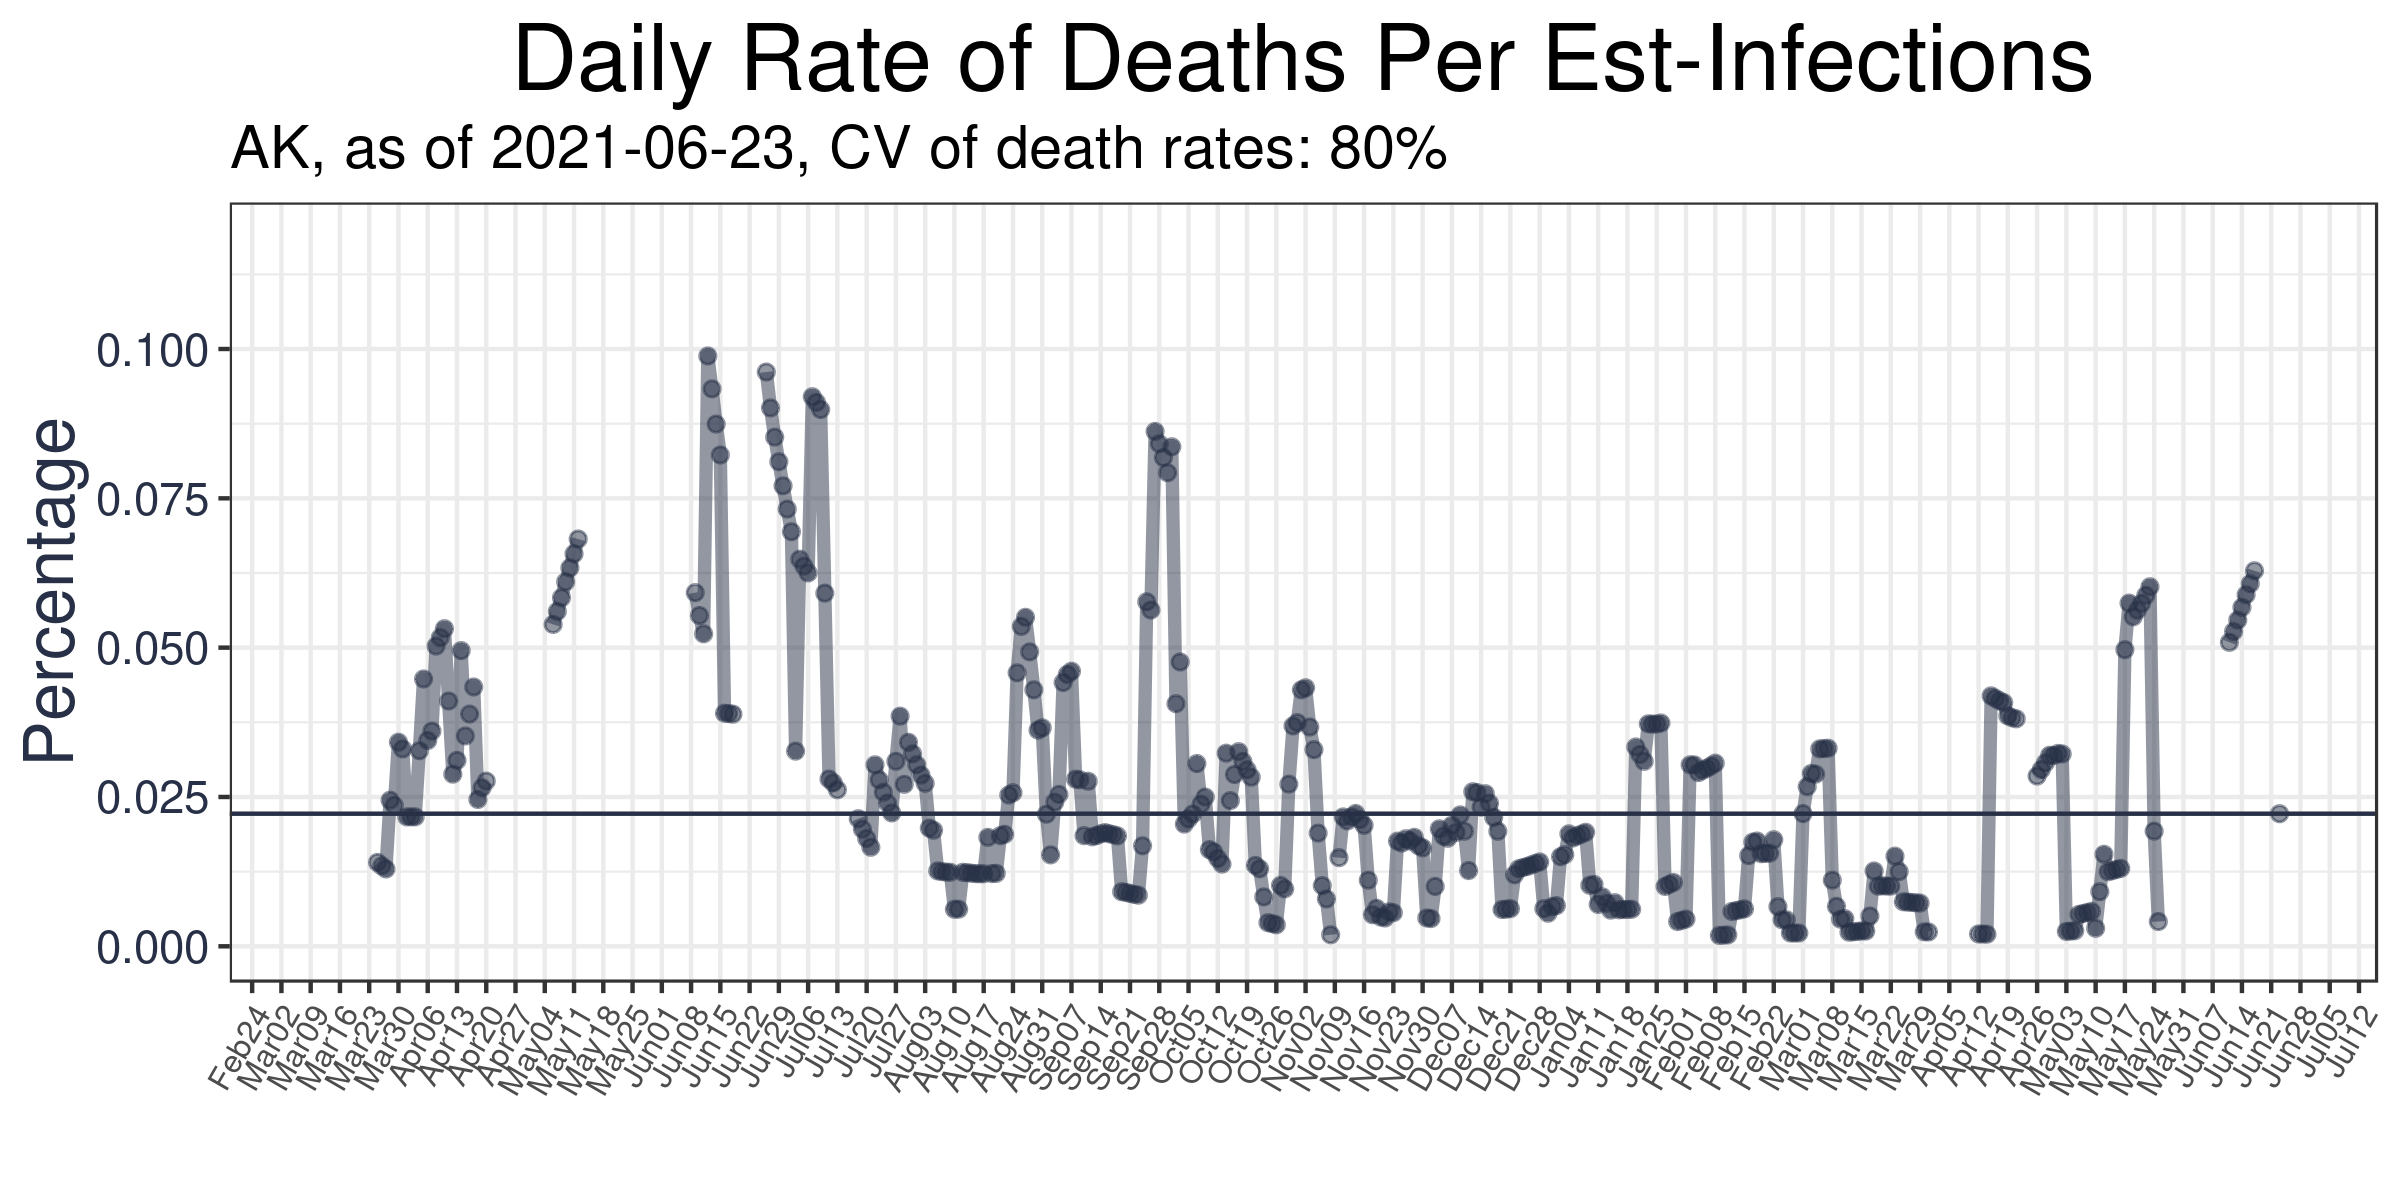 Daily Rate of Deaths Per Est-Infections
AK, as of 2021-06-23, CV of death rates: 80%
Percentage
0.100
0.075
0.050
0.025
0.000
Feb24 Mar02 Mar09 Mar16 Mar23 Mar30 Apr06 Apr13 Apr20 Apr27 May04 May11 May18 May25 Jun01 Jun08 Jun15 Jun22 Jun29 Jul06 Jul13 Jul20 Jul27 Aug03 Aug10 Aug17 Aug24 Aug31 Sep07 Sep14 Sep21 Sep28 Oct05 Oct12 Oct19 Oct26 Nov02 Nov09 Nov16 Nov23 Nov30 Dec07 Dec14 Dec21 Dec28 Jan04 Jan11 Jan18 Jan25 Feb01 Feb08 Feb15 Feb22 Mar01 Mar08 Mar15 Mar22 Mar29 Apr05 Apr12 Apr19 Apr26 May03 May10 May17 May24 May31 Jun07 Jun14 Jun21 Jun28 Jul05 Jul12